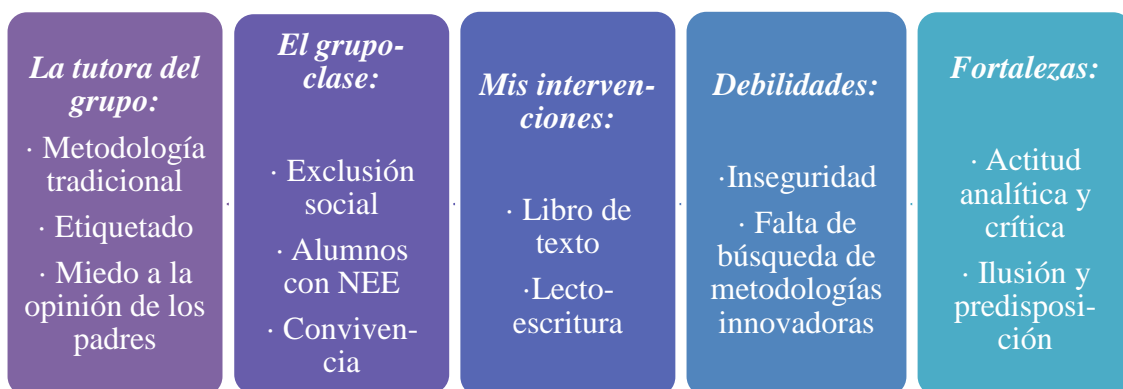 La tutora del
grupo:
· Metodología
tradicional
· Etiquetado
· Miedo a la
opinión de los
padres
El grupo-
clase:
· Exclusión
social
· Alumnos
con NEE
· Conviven-
cia
Mis interven-
ciones:
· Libro de
texto
·Lecto-
escritura
Debilidades:
·Inseguridad
· Falta de
búsqueda de
metodologías
innovadoras
Fortalezas:
· Actitud
analítica y
crítica
· Ilusión y
predisposi-
ción